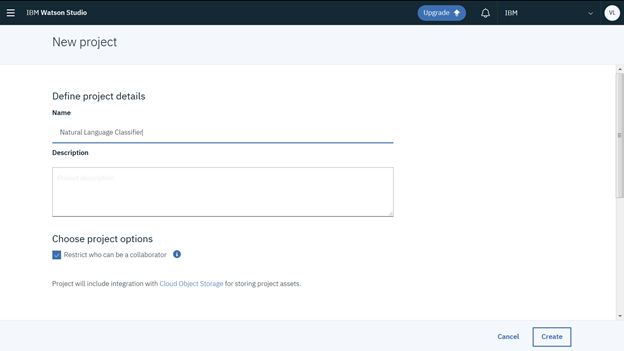 IBM Watson Studio
Upgrade
IBM
VL
New project
Define project details
Name
Natural Language Classifier
Description
Project description
Choose project options
Restrict who can be a collaborator
Project will include integration with Cloud Object Storage for storing project assets.
Cancel
Create